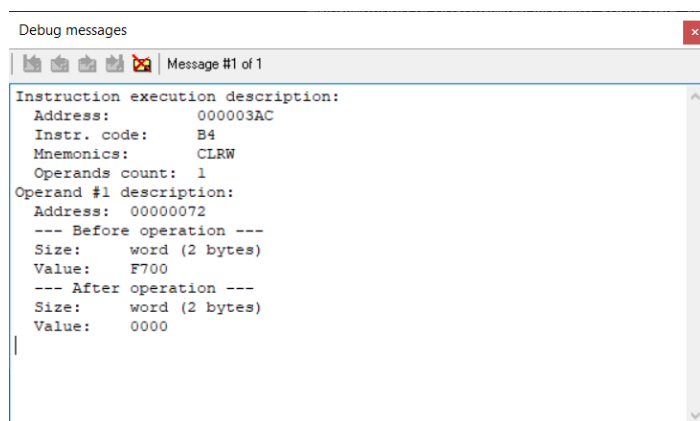 Debug messages
Message #1 of 1
Instruction execution description:
Address: 000003AC
Instr. code: B4
Mnemonics: CLRW
Operands count: 1
Operand #1 description:
Address: 00000072
--- Before operation ---
Size: word (2 bytes)
Value: F700
--- After operation ---
Size: word (2 bytes)
Value: 0000